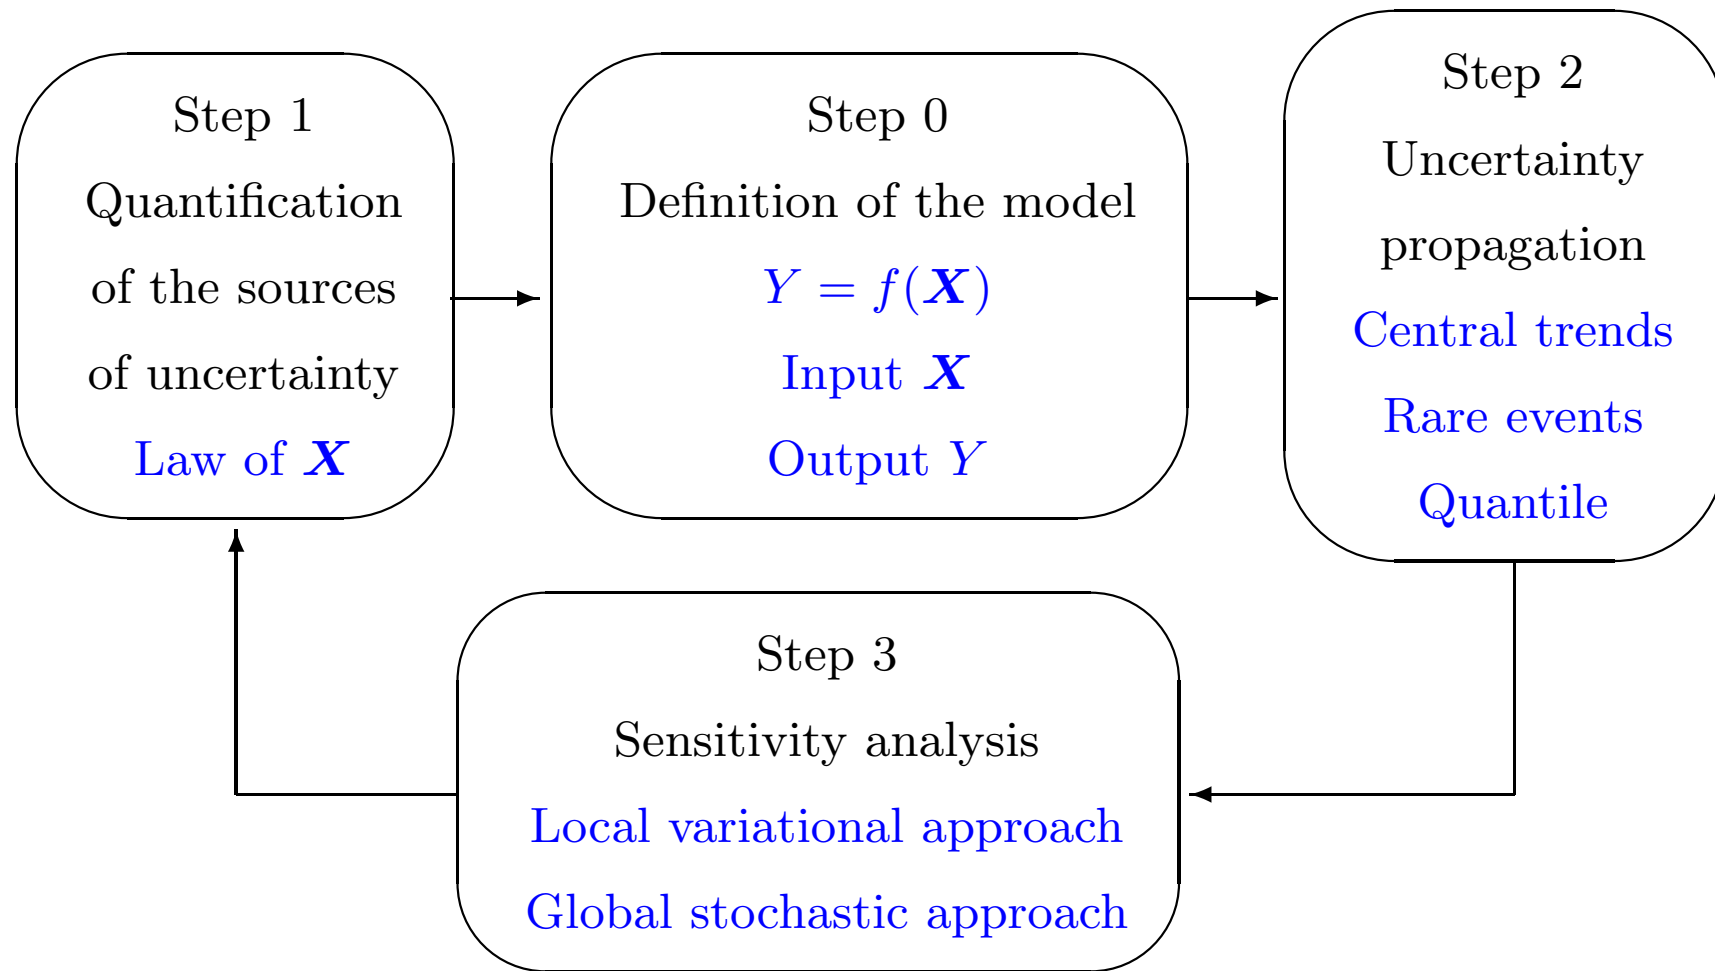 Step 1
Quantification
of the sources
of uncertainty
Law of X
Step 0
Definition of the model
Y = f(X)
Input X
Output Y
Step 2
Uncertainty
propagation
Central trends
Rare events
Quantile
Step 3
Sensitivity analysis
Local variational approach
Global stochastic approach